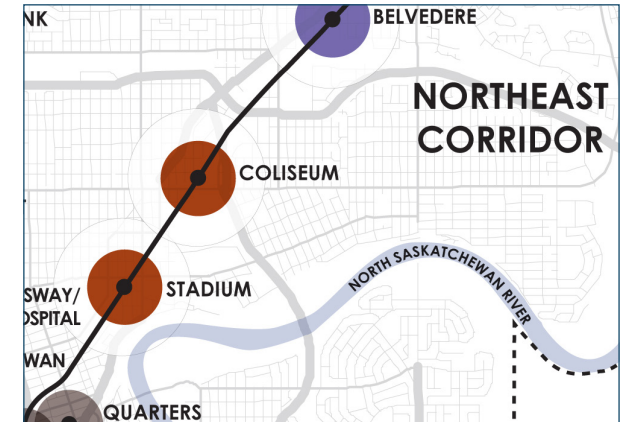 NK
BELVEDERE
NORTHEAST
CORRIDOR
COLISEUM
NORTH SASKATCHEWAN RIVER
STADIUM
SWAY/
OSPITAL
WAN
QUARTERS